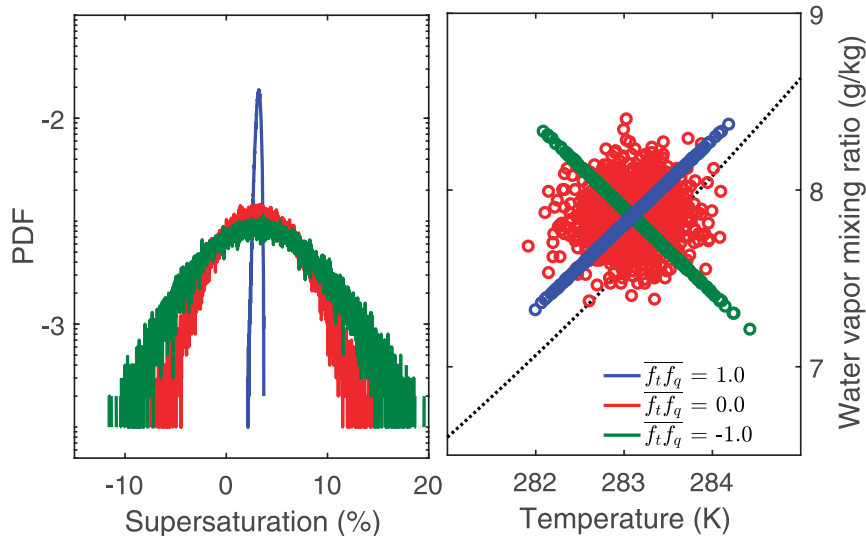 PDF
-2
-3
-10
0
10
20
Supersaturation (%)
9
8
7
282
283
284
Temperature (K)
Water vapor mixing ratio (g/kg)
$\overline{f_t f_q}$ = 1.0
$\overline{f_t f_q}$ = 0.0
$\overline{f_t f_q}$ = -1.0